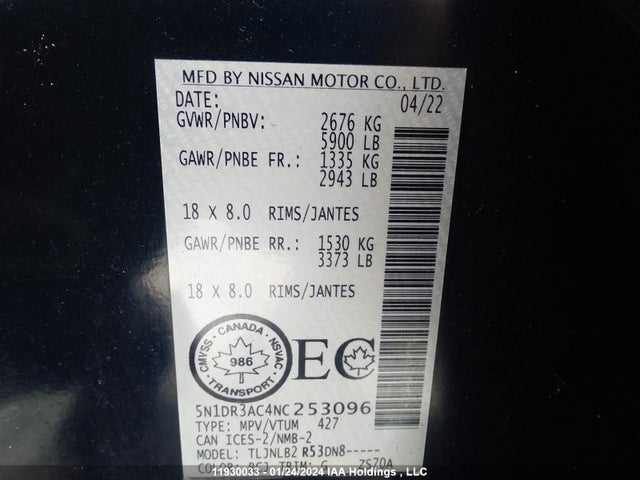 MFD BY NISSAN MOTOR CO., LTD.
DATE: 04/22
GVWR/PNBV: 2676 KG
5900 LB
GAWR/PNBE FR.: 1335 KG
2943 LB
18 X 8.0 RIMS/JANTES
GAWR/PNBE RR.: 1530 KG
3373 LB
18 X 8.0 RIMS/JANTES
CANADA
CMVSS NSVAC
986
TRANSPORT
EC
5N1DR3AC4NC253096
TYPE: MPV/VTUM 427
CAN ICES-2/NMB-2
MODEL: TLJNLB2 R53DN8-----
COLOR: TRIM: G ZS70A
11930033 - 01/24/2024 IAA Holdings, LLC.